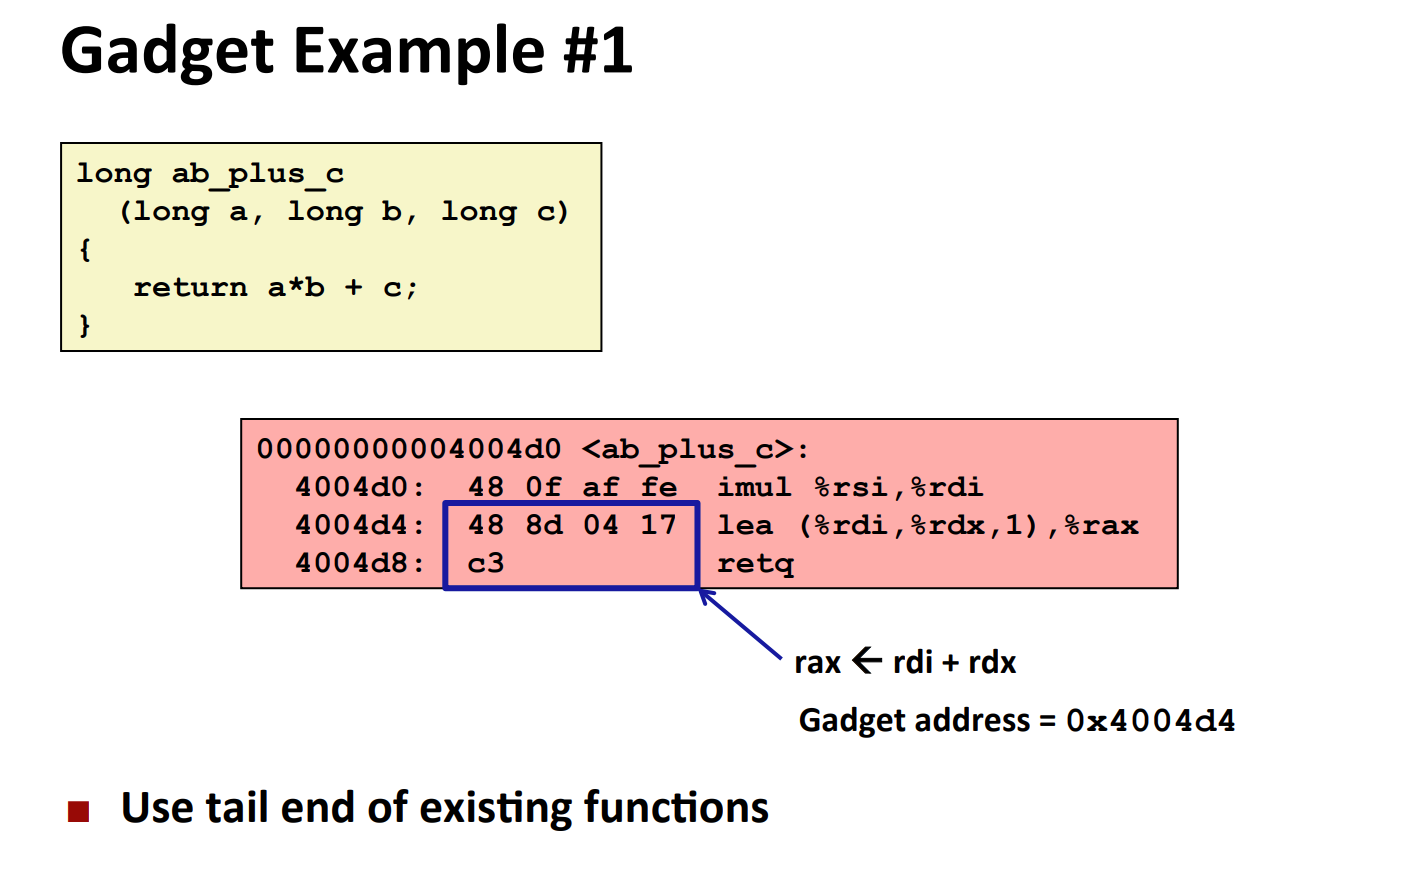 Gadget Example #1
long ab_plus_c
(long a, long b, long c)
{
return a*b + c;
}
00000000004004d0 <ab_plus_c>:
4004d0: 48 0f af fe imul %rsi,%rdi
4004d4: 48 8d 04 17 lea (%rdi,%rdx,1),%rax
4004d8: c3 retq
rax ← rdi + rdx
Gadget address = 0x4004d4
■ Use tail end of existing functions